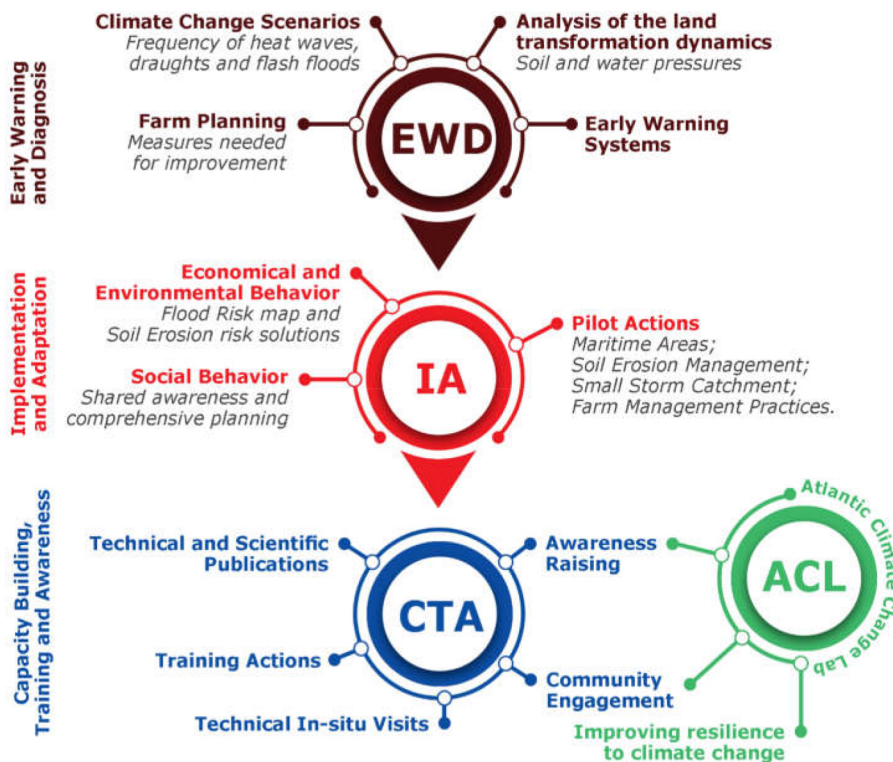 Early Warning
and Diagnosis
Climate Change Scenarios
Frequency of heat waves,
draughts and flash floods
Analysis of the land
transformation dynamics
Soil and water pressures
Farm Planning
Measures needed
for improvement
EWD
Early Warning
Systems
Implementation
and Adaptation
Economical and
Environmental Behavior
Flood Risk map and
Soil Erosion risk solutions
Social Behavior
Shared awareness and
comprehensive planning
IA
Pilot Actions
Maritime Areas;
Soil Erosion Management;
Small Storm Catchment;
Farm Management Practices.
Capacity Building,
Training and Awareness
Technical and Scientific
Publications
Training Actions
Technical In-situ Visits
CTA
Awareness
Raising
Community
Engagement
ACL
Atlantic Climate Change Lab
Improving resilience
to climate change